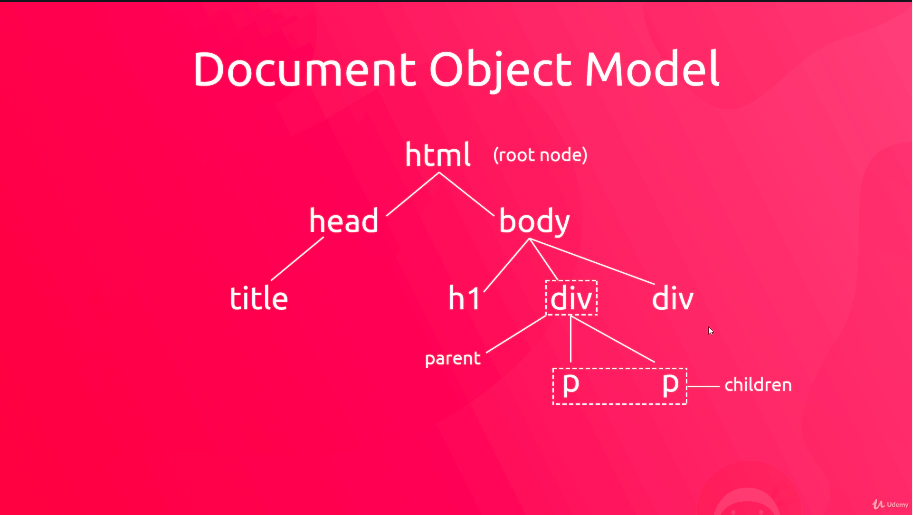 Document Object Model
html (root node)
head body
title h1 div div
parent
p p children
Udemy